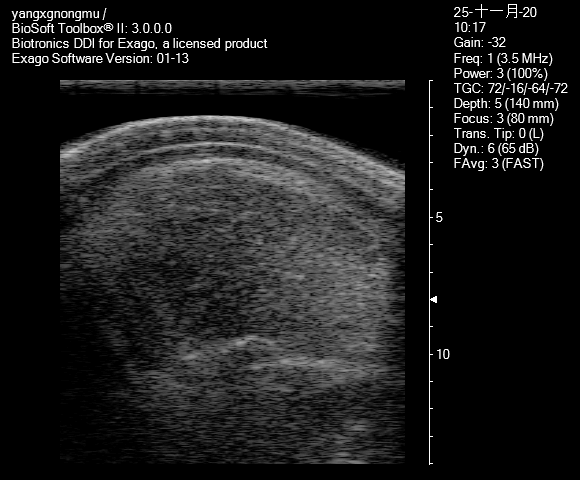 yangxgnongmu /
BioSoft Toolbox® II: 3.0.0.0
Biotronics DDI for Exago, a licensed product
Exago Software Version: 01-13
25-十一月-20
10:17
Gain: -32
Freq: 1 (3.5 MHz)
Power: 3 (100%)
TGC: 72/-16/-64/-72
Depth: 5 (140 mm)
Focus: 3 (80 mm)
Trans. Tip: 0 (L)
Dyn.: 6 (65 dB)
FAvg: 3 (FAST)
5
10